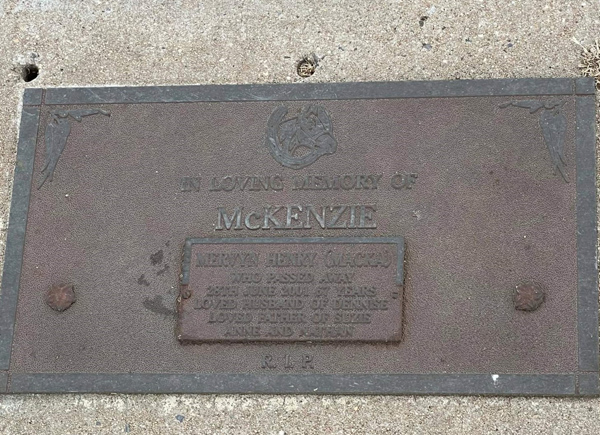 IN LOVING MEMORY OF
McKENZIE
MERVYN HENRY (MACKA)
WHO PASSED AWAY
28TH JUNE 2001 57 YEARS
LOVED HUSBAND OF DENNISE
LOVED FATHER OF SUZIE
ANNE AND NATHAN
R.I.P.